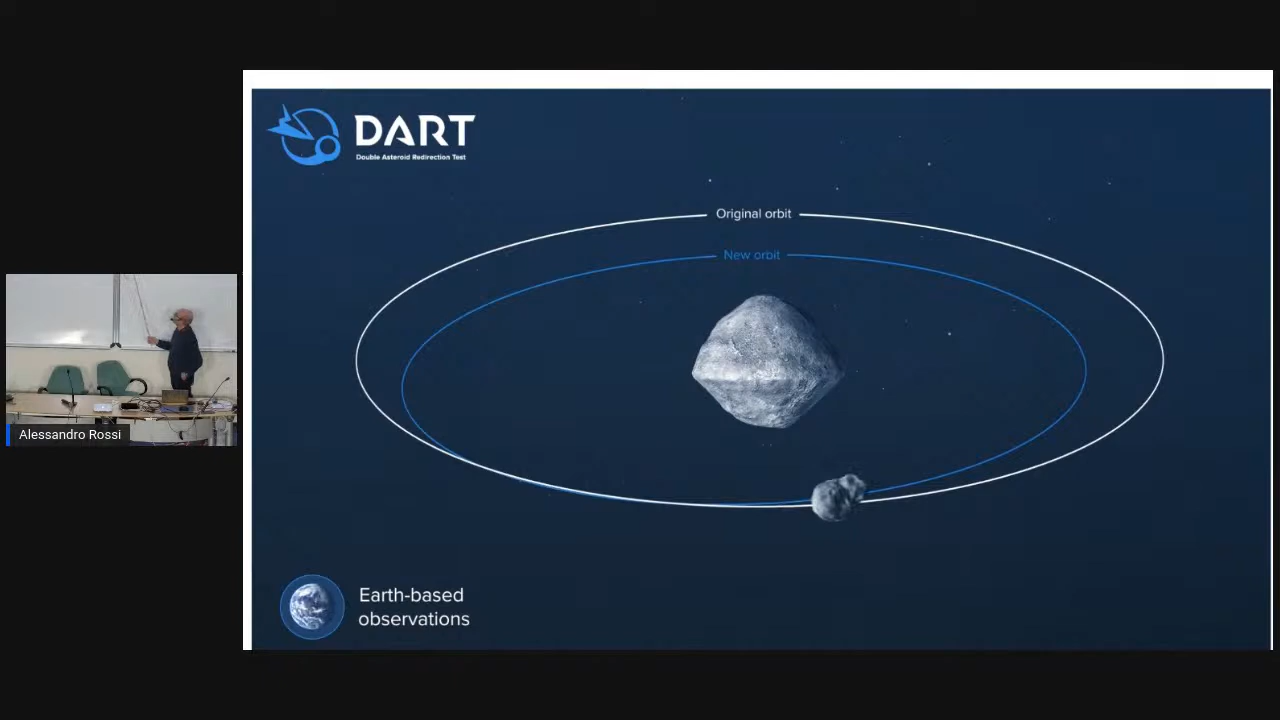 DART
Double Asteroid Redirection Test
Original orbit
New orbit
Alessandro Rossi
Earth-based
observations